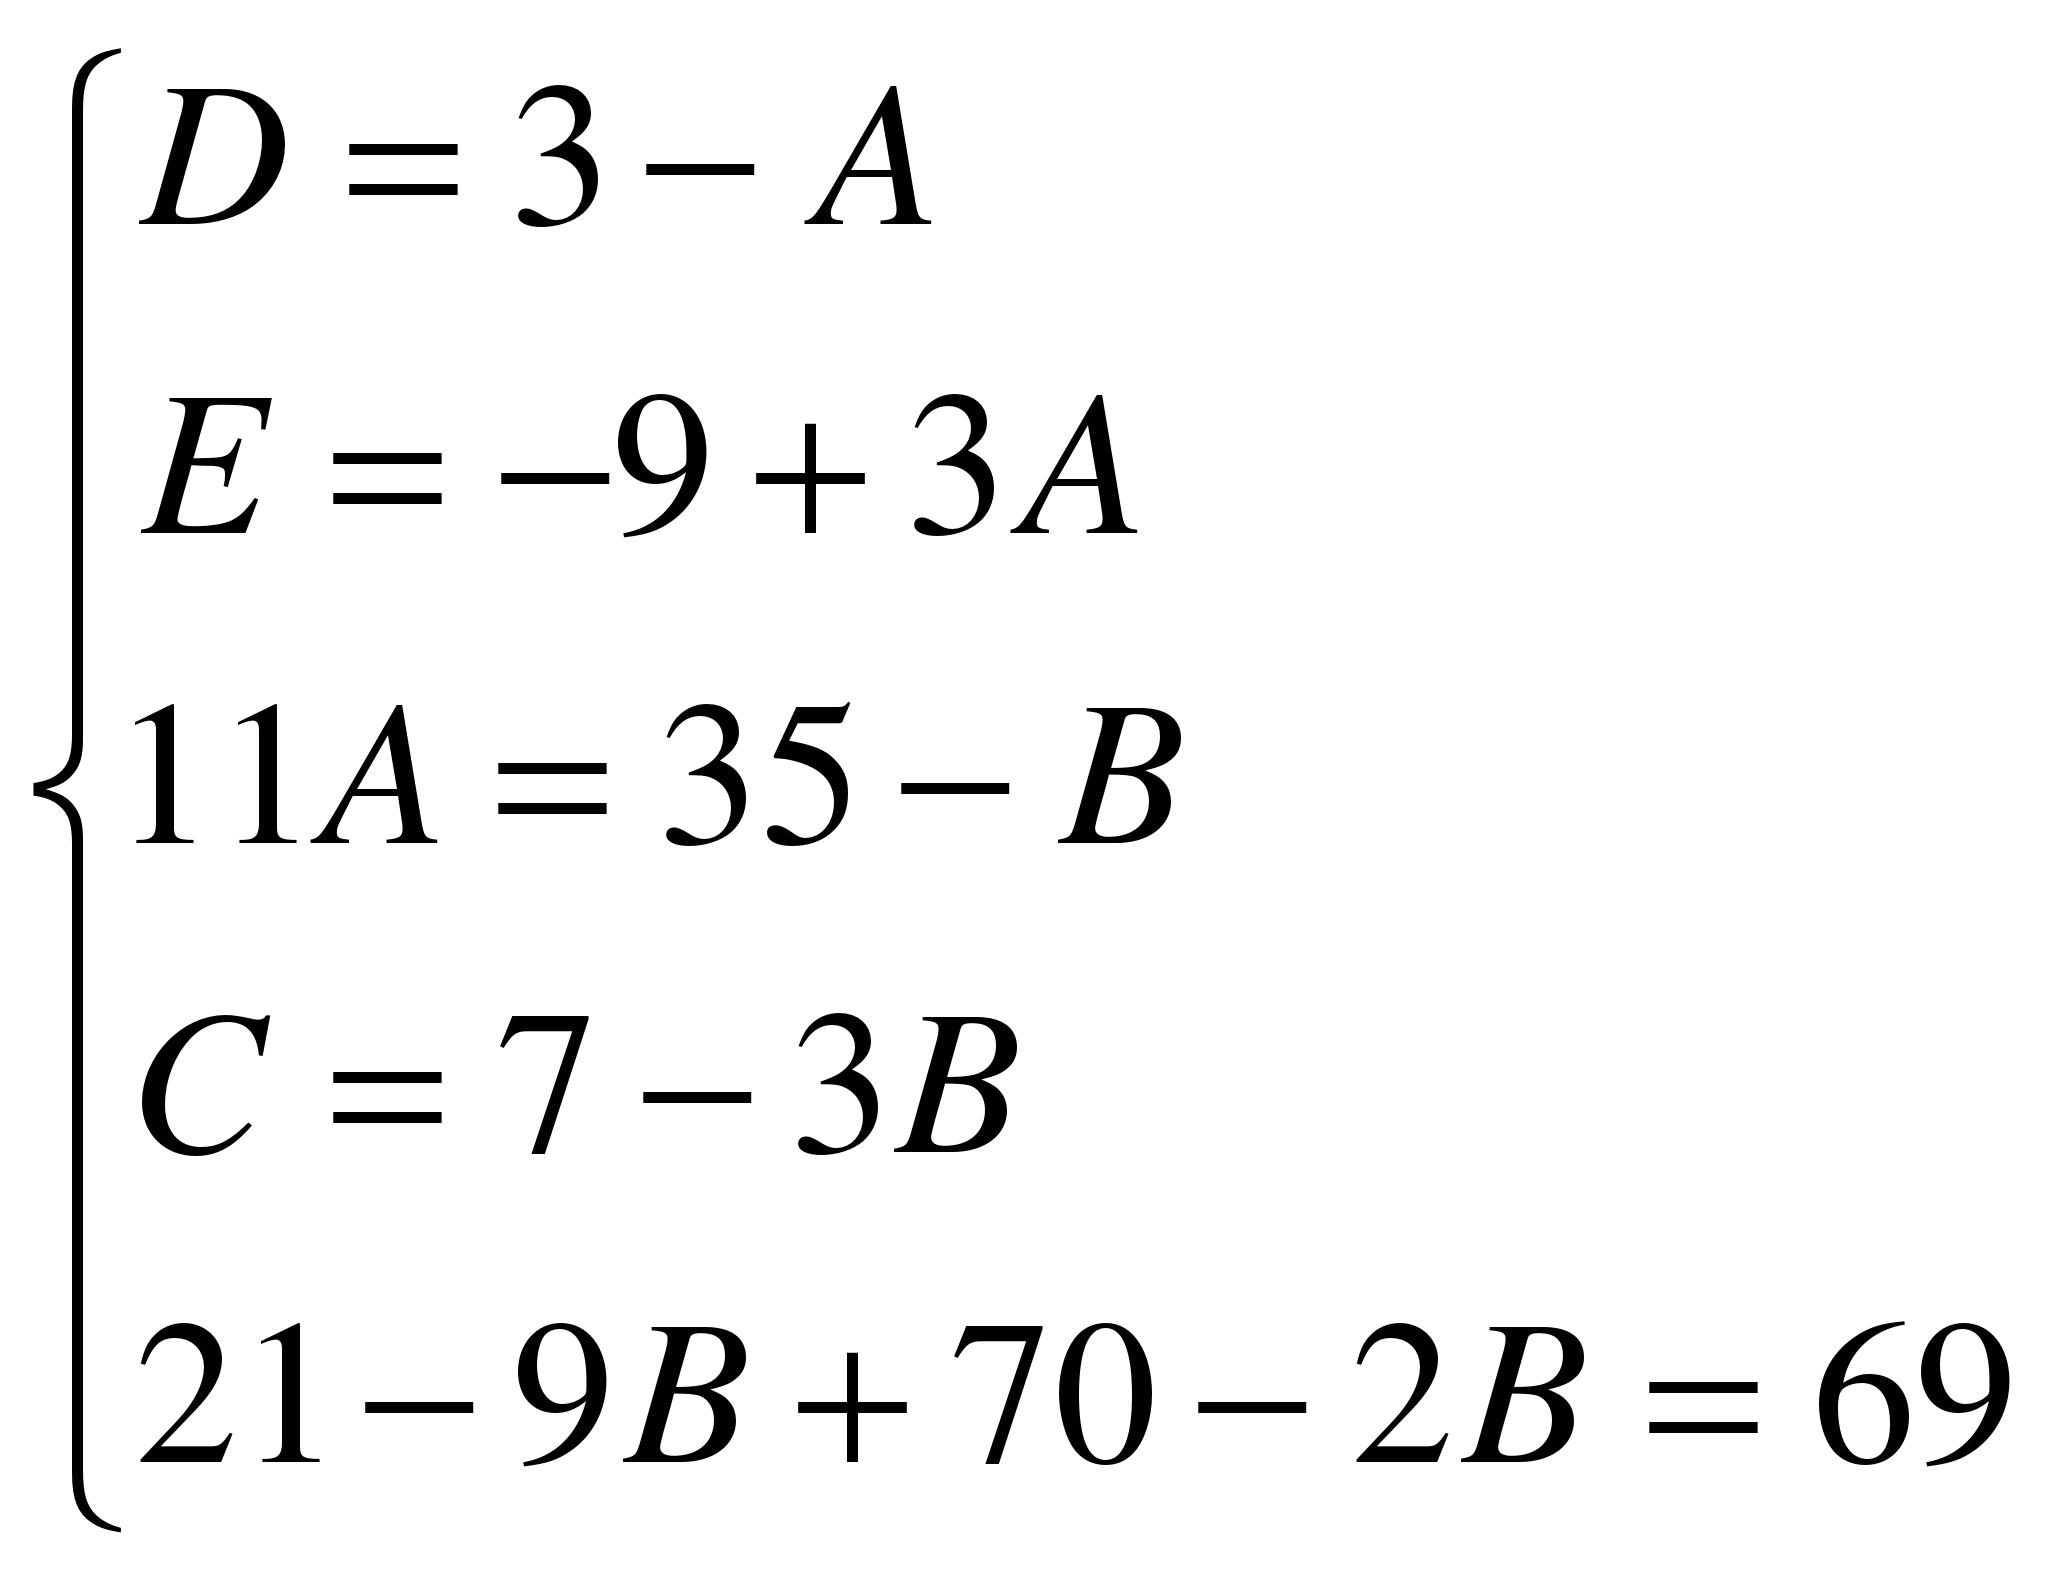 D = 3 − A
E = −9 + 3A
11A = 35 − B
C = 7 − 3B
21 − 9B + 70 − 2B = 69